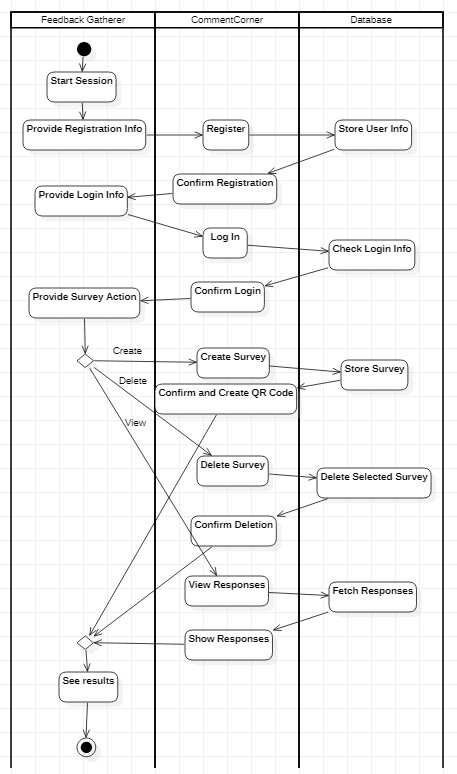 Feedback Gatherer
CommentCorner
Database
Start Session
Provide Registration Info
Register
Store User Info
Confirm Registration
Provide Login Info
Log In
Check Login Info
Confirm Login
Provide Survey Action
Create
Create Survey
Store Survey
Delete
Confirm and Create QR Code
View
Delete Survey
Delete Selected Survey
Confirm Deletion
View Responses
Fetch Responses
Show Responses
See results